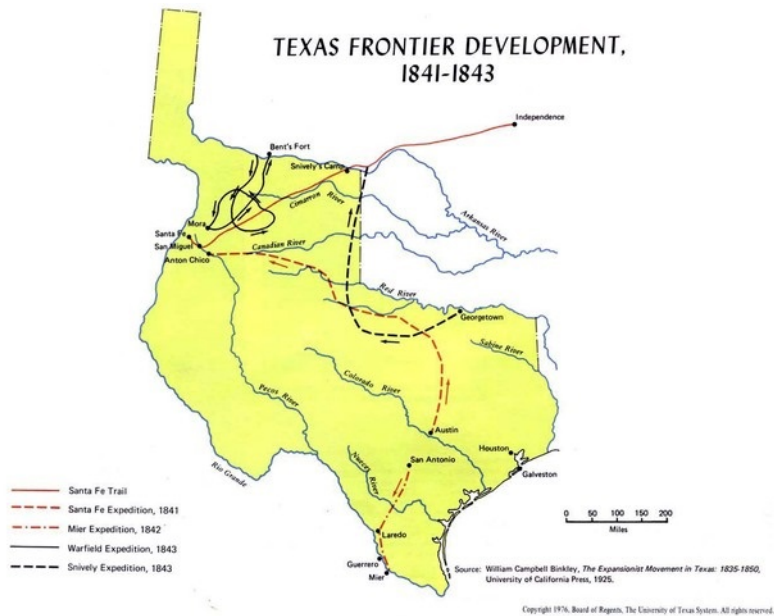 TEXAS FRONTIER DEVELOPMENT,
1841-1843
Independence
Bent's Fort
Snively's Camp
Cimarron River
Arkansas River
Mora
Santa Fe
San Miguel
Anton Chico
Canadian River
Red River
Georgetown
Sabine River
Colorado River
Pecos River
Austin
San Antonio
Houston
Galveston
Nueces River
Rio Grande
Laredo
Guerrero
Mier
Santa Fe Trail
Santa Fe Expedition, 1841
Mier Expedition, 1842
Warfield Expedition, 1843
Snively Expedition, 1843
0 50 100 150 200
Miles
Source: William Campbell Binkley, The Expansionist Movement in Texas: 1835-1850,
University of California Press, 1925.
Copyright 1976, Board of Regents, The University of Texas System. All rights reserved.